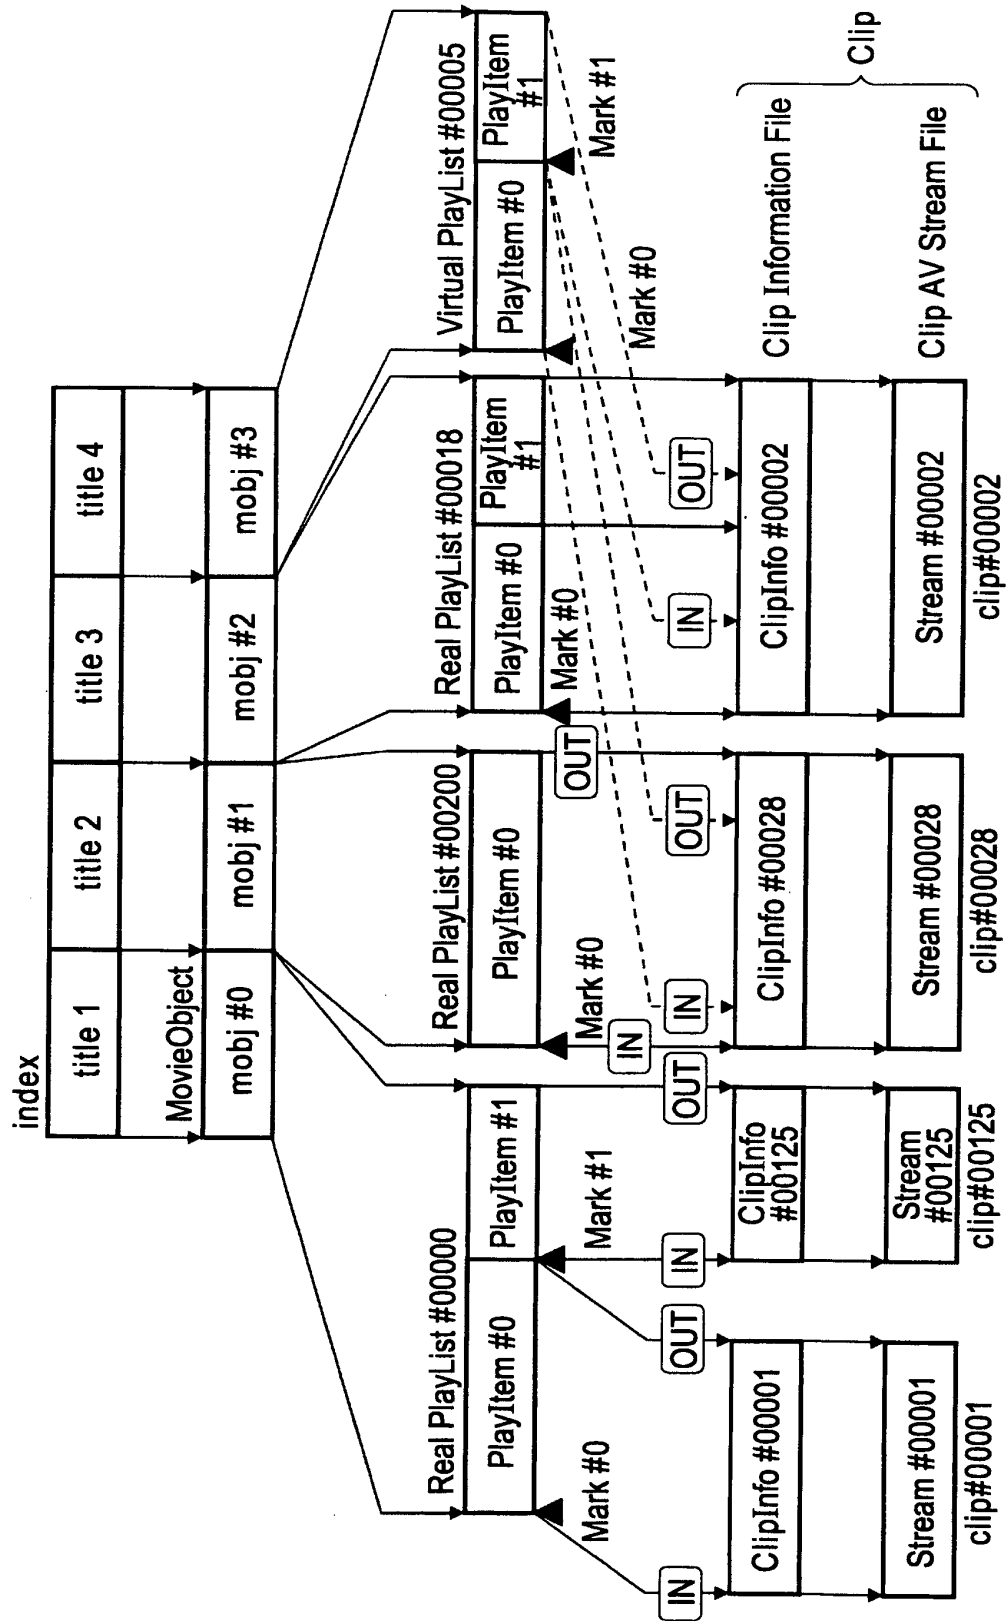 index
title 1
title 2
title 3
title 4
MovieObject
mobj #0
mobj #1
mobj #2
mobj #3
Real PlayList #00000
Real PlayList #00200
Real PlayList #00018
Virtual PlayList #00005
PlayItem #0
PlayItem #1
PlayItem #0
PlayItem #0
PlayItem
#1
PlayItem #0
PlayItem
#1
Mark #0
Mark #1
Mark #0
Mark #0
Mark #0
Mark #1
IN
OUT
IN
OUT
IN
OUT
IN
OUT
IN
OUT
ClipInfo #00001
ClipInfo
#00125
ClipInfo #00028
ClipInfo #00002
Clip Information File
Stream #00001
Stream
#00125
Stream #00028
Stream #00002
Clip AV Stream File
Clip
clip#00001
clip#00125
clip#00028
clip#00002